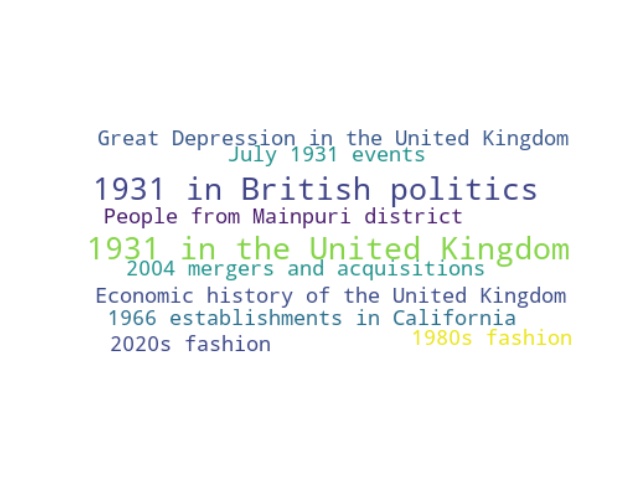 Great Depression in the United Kingdom
July 1931 events
1931 in British politics
People from Mainpuri district
1931 in the United Kingdom
2004 mergers and acquisitions
Economic history of the United Kingdom
1966 establishments in California
1980s fashion
2020s fashion